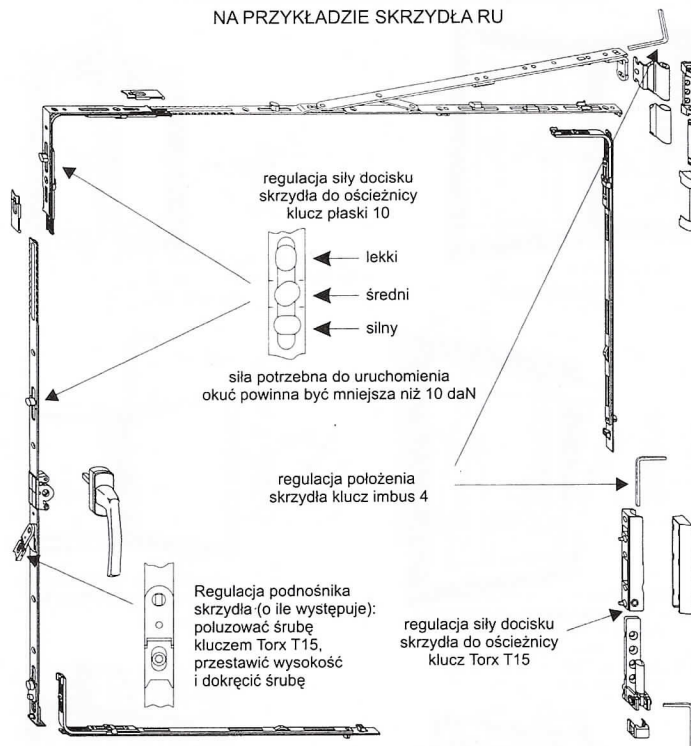 NA PRZYKŁADZIE SKRZYDŁA RU
regulacja siły docisku
skrzydła do ościeżnicy
klucz płaski 10
lekki
średni
silny
siła potrzebna do uruchomienia
okuć powinna być mniejsza niż 10 daN
regulacja położenia
skrzydła klucz imbus 4
Regulacja podnośnika
skrzydła (o ile występuje):
poluzować śrubę
kluczem Torx T15,
przestawić wysokość
i dokręcić śrubę
regulacja siły docisku
skrzydła do ościeżnicy
klucz Torx T15